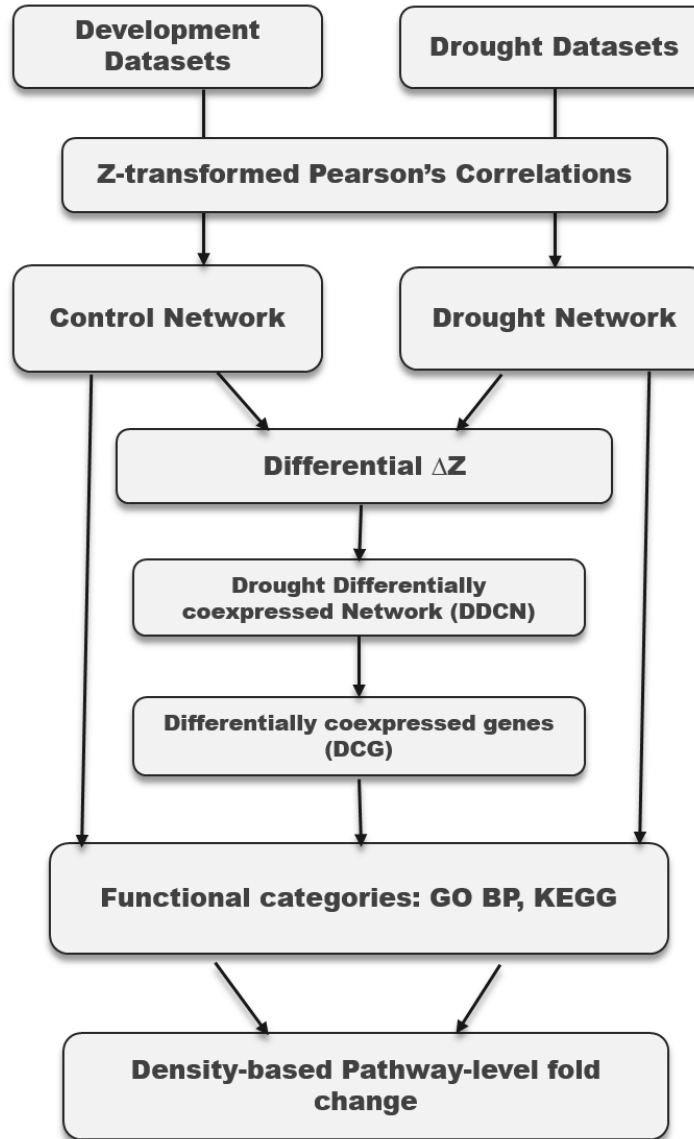 Development
Datasets
Drought Datasets
Z-transformed Pearson’s Correlations
Control Network
Drought Network
Differential ∆Z
Drought Differentially
coexpressed Network (DDCN)
Differentially coexpressed genes
(DCG)
Functional categories: GO BP, KEGG
Density-based Pathway-level fold
change